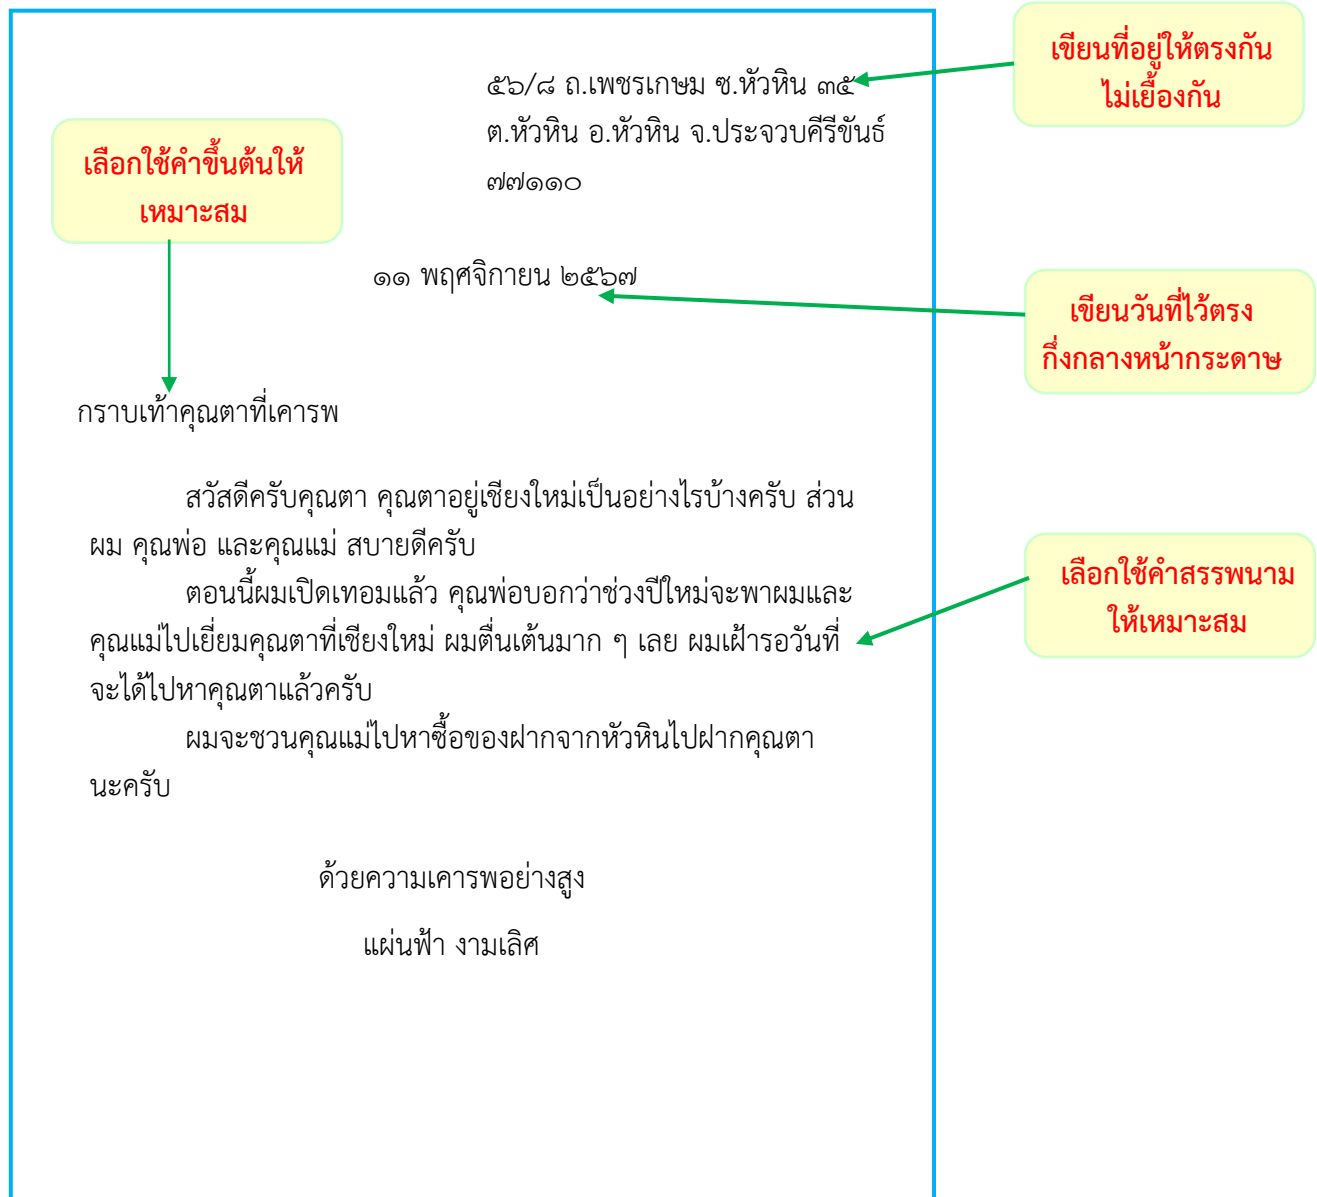 เขียนที่อยู่ให้ตรงกัน
ไม่เยื้องกัน
๕๖/๘ ถ.เพชรเกษม ซ.หัวหิน ๓๕
ต.หัวหิน อ.หัวหิน จ.ประจวบคีรีขันธ์
๗๗๑๑๐
เลือกใช้คำขึ้นต้นให้
เหมาะสม
๑๑ พฤศจิกายน ๒๕๖๗
เขียนวันที่ไว้ตรง
กึ่งกลางหน้ากระดาษ
กราบเท้าคุณตาที่เคารพ
สวัสดีครับคุณตา คุณตาอยู่เชียงใหม่เป็นอย่างไรบ้างครับ ส่วน
ผม คุณพ่อ และคุณแม่ สบายดีครับ
ตอนนี้ผมเปิดเทอมแล้ว คุณพ่อบอกว่าช่วงปีใหม่จะพาผมและ
คุณแม่ไปเยี่ยมคุณตาที่เชียงใหม่ ผมตื่นเต้นมาก ๆ เลย ผมเฝ้ารอวันที่
จะได้ไปหาคุณตาแล้วครับ
เลือกใช้คำสรรพนาม
ให้เหมาะสม
ผมจะชวนคุณแม่ไปหาซื้อของฝากจากหัวหินไปฝากคุณตา
นะครับ
ด้วยความเคารพอย่างสูง
แผ่นฟ้า งามเลิศ